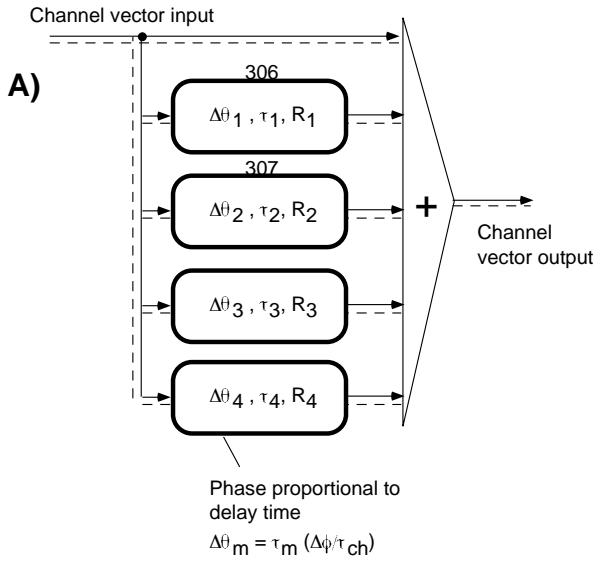 Channel vector input
A)
306
Δθ1 , τ1, R1
307
Δθ2 , τ2, R2
+
Channel
vector output
Δθ3 , τ3, R3
Δθ4 , τ4, R4
Phase proportional to
delay time
Δθm = τm (Δϕ/τch)